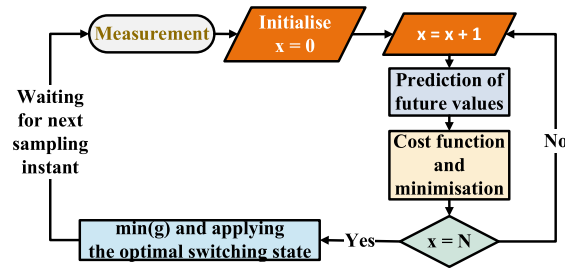 Measurement
Initialise
x = 0
x = x + 1
Prediction of
future values
Cost function
and
minimisation
x = N
No
Yes
min(g) and applying
the optimal switching state
Waiting
for next
sampling
instant